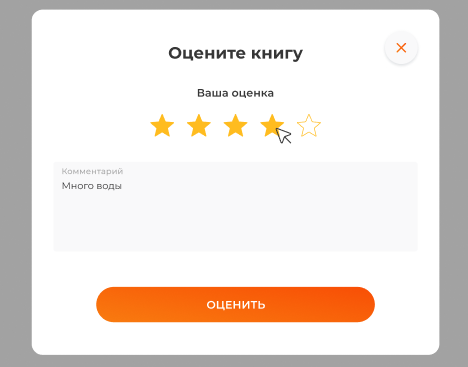 Оцените книгу
Ваша оценка
Комментарий
Много воды
ОЦЕНИТЬ